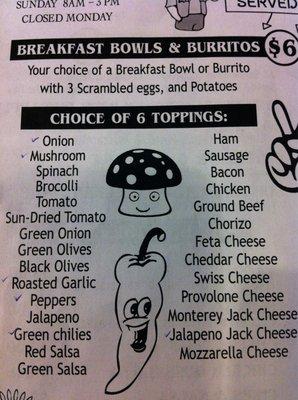 SUNDAY 8AM - 3 PM
CLOSED MONDAY
SERVED
BREAKFAST BOWLS & BURRITOS
$6
Your choice of a Breakfast Bowl or Burrito
with 3 Scrambled eggs, and Potatoes
CHOICE OF 6 TOPPINGS:
Onion
Mushroom
Spinach
Brocolli
Tomato
Sun-Dried Tomato
Green Onion
Green Olives
Black Olives
Roasted Garlic
Peppers
Jalapeno
Green chilies
Red Salsa
Green Salsa
Ham
Sausage
Bacon
Chicken
Ground Beef
Chorizo
Feta Cheese
Cheddar Cheese
Swiss Cheese
Provolone Cheese
Monterey Jack Cheese
Jalapeno Jack Cheese
Mozzarella Cheese